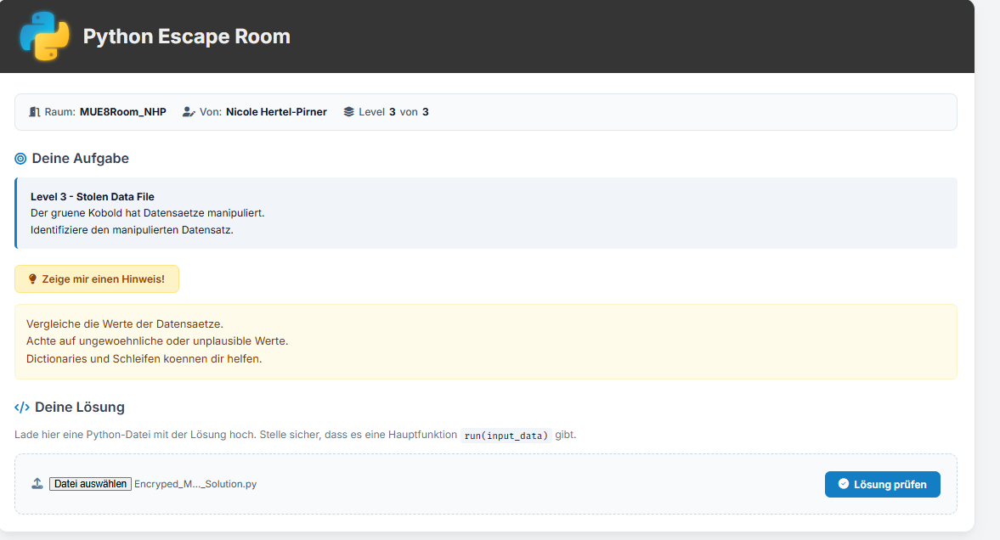 Python Escape Room
Raum: MUE8Room_NHP Von: Nicole Hertel-Pirner Level 3 von 3
Deine Aufgabe
Level 3 - Stolen Data File
Der gruene Kobold hat Datensaetze manipuliert.
Identifiziere den manipulierten Datensatz.
Zeige mir einen Hinweis!
Vergleiche die Werte der Datensaetze.
Achte auf ungewoehnliche oder unplausible Werte.
Dictionaries und Schleifen koennen dir helfen.
</> Deine Lösung
Lade hier eine Python-Datei mit der Lösung hoch. Stelle sicher, dass es eine Hauptfunktion run(input_data) gibt.
Datei auswählen Encryped_M..._Solution.py Lösung prüfen